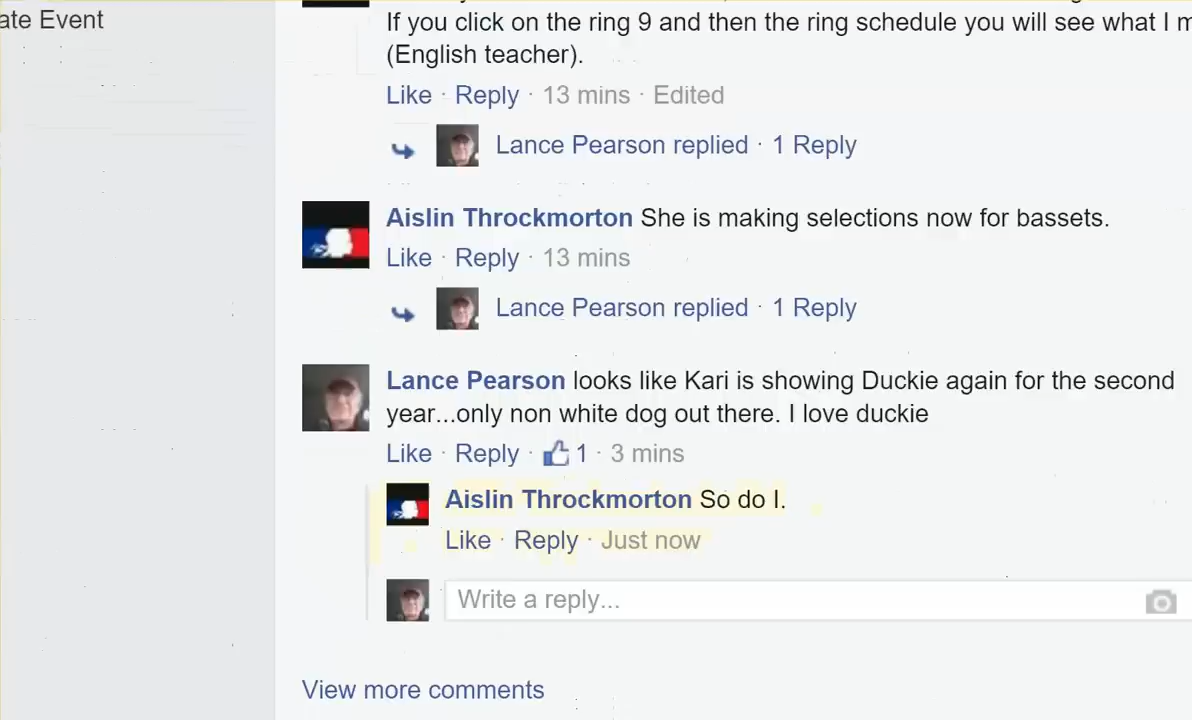 ate Event
If you click on the ring 9 and then the ring schedule you will see what I m
(English teacher).
Like · Reply · 13 mins · Edited
Lance Pearson replied · 1 Reply
Aislin Throckmorton She is making selections now for bassets.
Like · Reply · 13 mins
Lance Pearson replied · 1 Reply
Lance Pearson looks like Kari is showing Duckie again for the second
year...only non white dog out there. I love duckie
Like · Reply · 1 · 3 mins
Aislin Throckmorton So do I.
Like · Reply · Just now
Write a reply...
View more comments